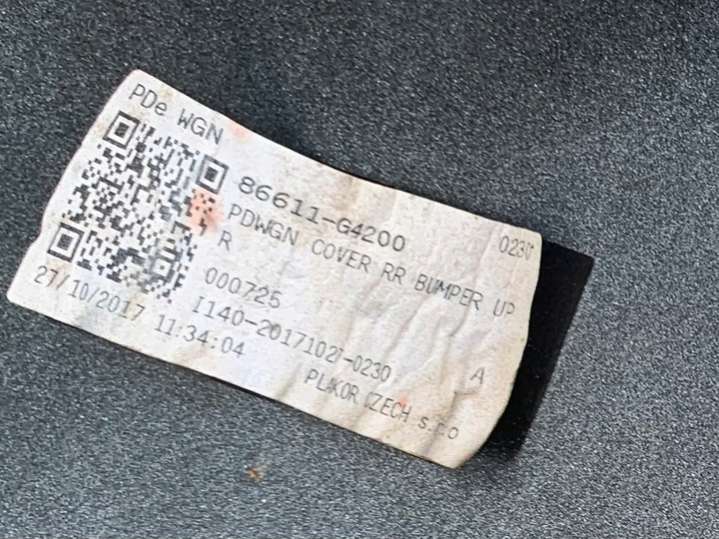 PDe WGN
86611-G4200
0230
PDWGN COVER RR BUMPER UP
R
000725
I140-20171027-0230
A
27/10/2017 11:34:04
PLAKOR CZECH s.r.o